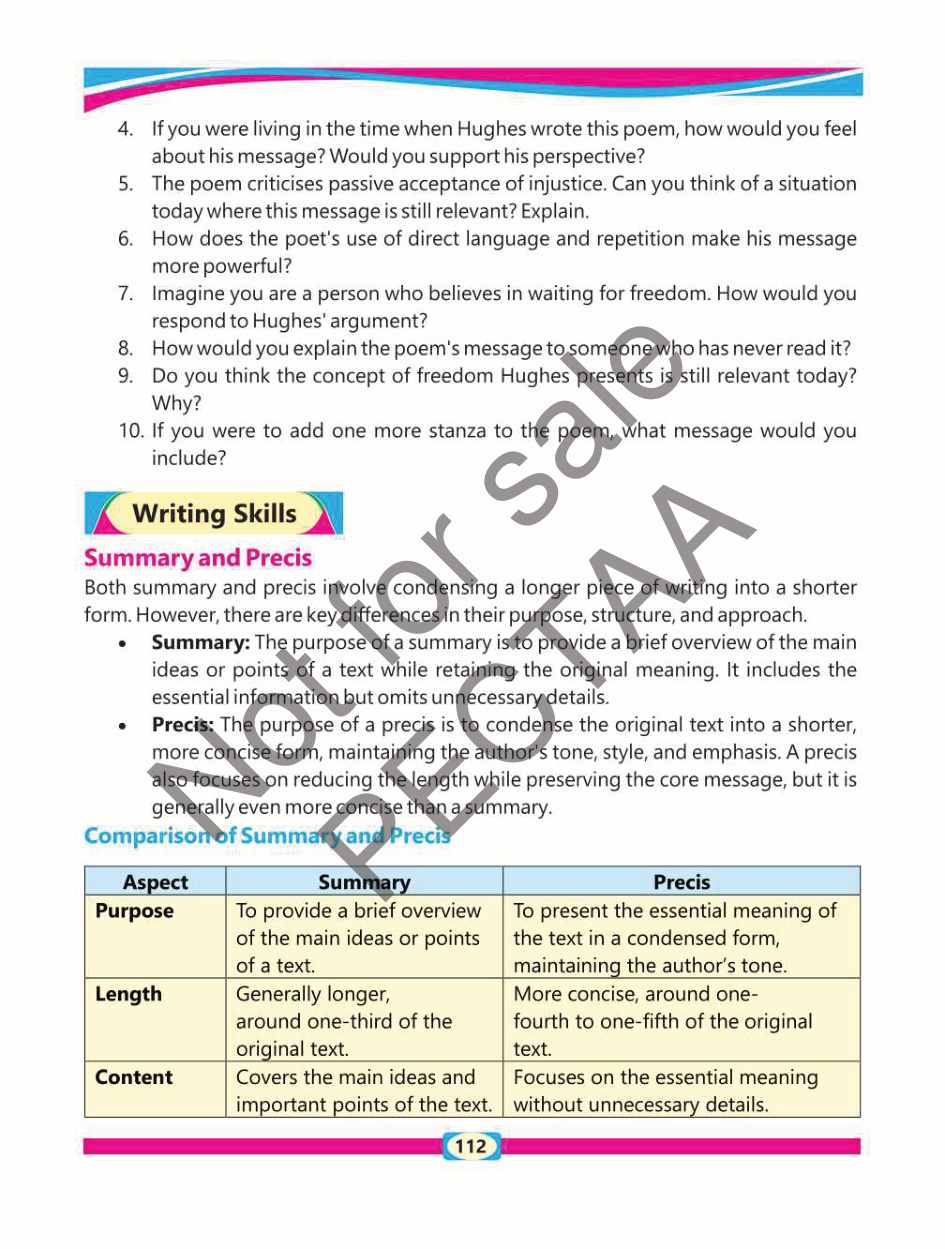 4. If you were living in the time when Hughes wrote this poem, how would you feel
about his message? Would you support his perspective?
5. The poem criticises passive acceptance of injustice. Can you think of a situation
today where this message is still relevant? Explain.
6. How does the poet's use of direct language and repetition make his message
more powerful?
7. Imagine you are a person who believes in waiting for freedom. How would you
respond to Hughes' argument?
8. How would you explain the poem's message to someone who has never read it?
9. Do you think the concept of freedom Hughes presents is still relevant today?
Why?
10. If you were to add one more stanza to the poem, what message would you
include?
Writing Skills
Summary and Precis
Both summary and precis involve condensing a longer piece of writing into a shorter
form. However, there are key differences in their purpose, structure, and approach.
• Summary: The purpose of a summary is to provide a brief overview of the main
ideas or points of a text while retaining the original meaning. It includes the
essential information but omits unnecessary details.
• Precis: The purpose of a precis is to condense the original text into a shorter,
more concise form, maintaining the author's tone, style, and emphasis. A precis
also focuses on reducing the length while preserving the core message, but it is
generally even more concise than a summary.
Comparison of Summary and Precis
Aspect Summary Precis
Purpose To provide a brief overview To present the essential meaning of
of the main ideas or points the text in a condensed form,
of a text. maintaining the author's tone.
Length Generally longer, More concise, around one-
around one-third of the fourth to one-fifth of the original
original text. text.
Content Covers the main ideas and Focuses on the essential meaning
important points of the text. without unnecessary details.
112
Not for sale
PECTAA